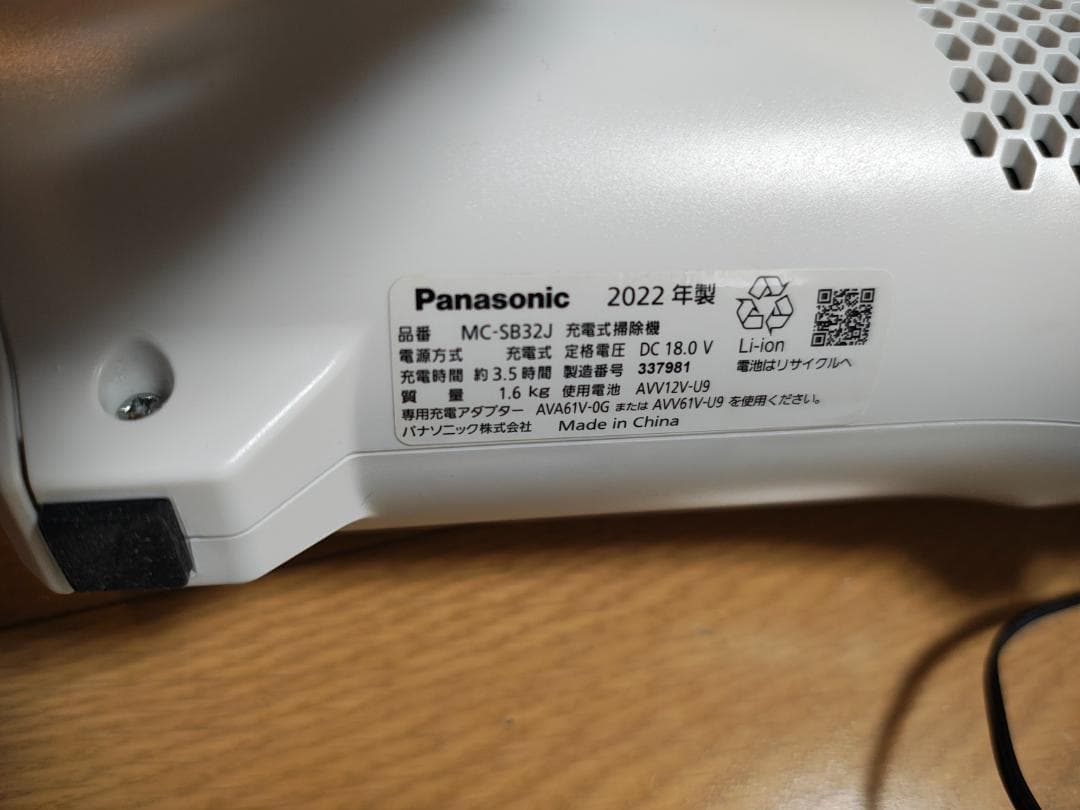 Panasonic 2022年製
品番 MC-SB32J 充電式掃除機
電源方式 充電式 定格電圧 DC 18.0 V Li-ion
充電時間 約3.5時間 製造番号 337981 電池はリサイクルへ
質量 1.6 kg 使用電池 AVV12V-U9
専用充電アダプター AVA61V-0G または AVV61V-U9 を使用ください。
パナソニック株式会社 Made in China